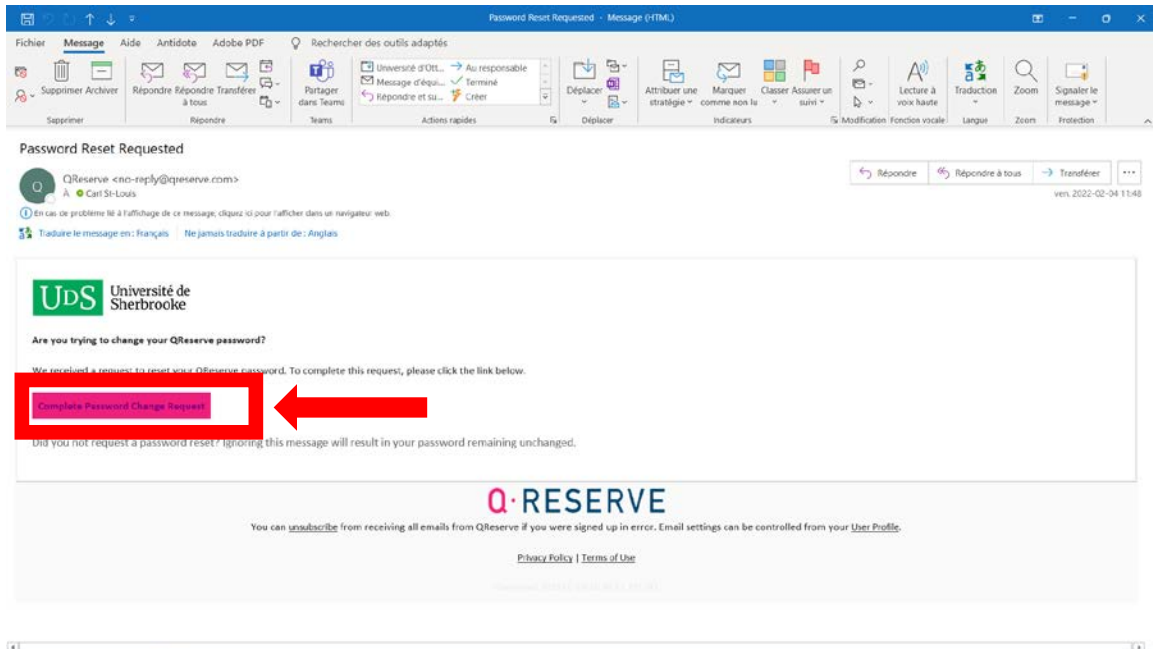 Password Reset Requested - Message (HTML)
Fichier Message Aide Antidote Adobe PDF Rechercher des outils adaptés
Supprimer Archiver
Répondre Répondre à tous Transférer
Partager dans Teams
Université d'Ott... Au responsable
Message d'équi... Terminé
Répondre et su... Créer
Déplacer
Attribuer une stratégie Marquer comme non lu Classer Assurer un suivi
Lecture à voix haute
Traduction
Zoom
Signaler le message
Supprimer Répondre Teams Actions rapides Déplacer Indicateurs Modification Fonction vocale Langue Zoom Protection
Password Reset Requested
Q
QReserve <no-reply@qreserve.com>
À Carl St-Louis
Répondre Répondre à tous Transférer
ven. 2022-02-04 11:48
En cas de problème lié à l'affichage de ce message, cliquez ici pour l'afficher dans un navigateur web.
Traduire le message en : Français Ne jamais traduire à partir de : Anglais
UDS Université de
Sherbrooke
Are you trying to change your QReserve password?
We received a request to reset your QReserve password. To complete this request, please click the link below.
Complete Password Change Request
Did you not request a password reset? Ignoring this message will result in your password remaining unchanged.
Q·RESERVE
You can unsubscribe from receiving all emails from QReserve if you were signed up in error. Email settings can be controlled from your User Profile.
Privacy Policy | Terms of Use